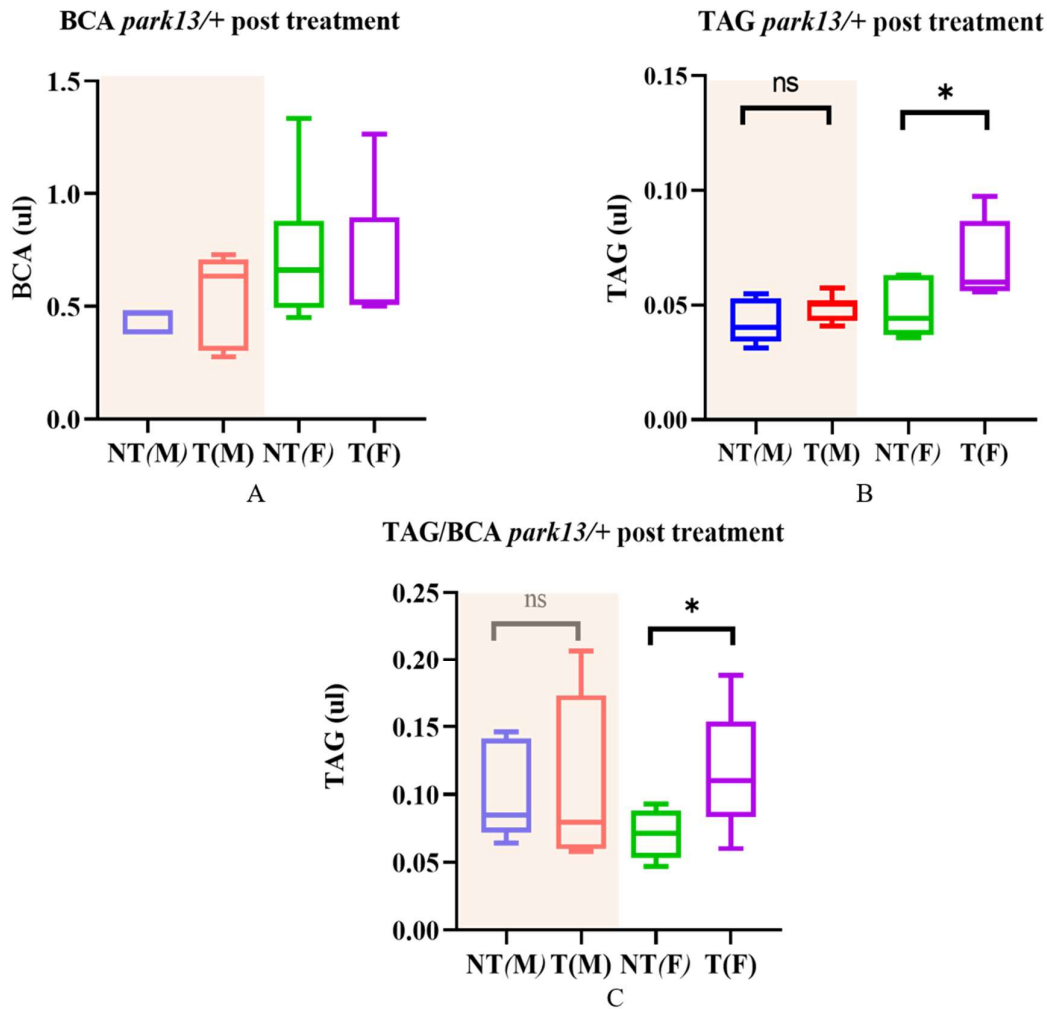 BCA park13/+ post treatment
BCA (ul)
1.5
1.0
0.5
0.0
NT(M) T(M) NT(F) T(F)
A
TAG park13/+ post treatment
TAG (ul)
0.15
0.10
0.05
0.00
ns
*
NT(M) T(M) NT(F) T(F)
B
TAG/BCA park13/+ post treatment
TAG (ul)
0.25
0.20
0.15
0.10
0.05
0.00
ns
*
NT(M) T(M) NT(F) T(F)
C